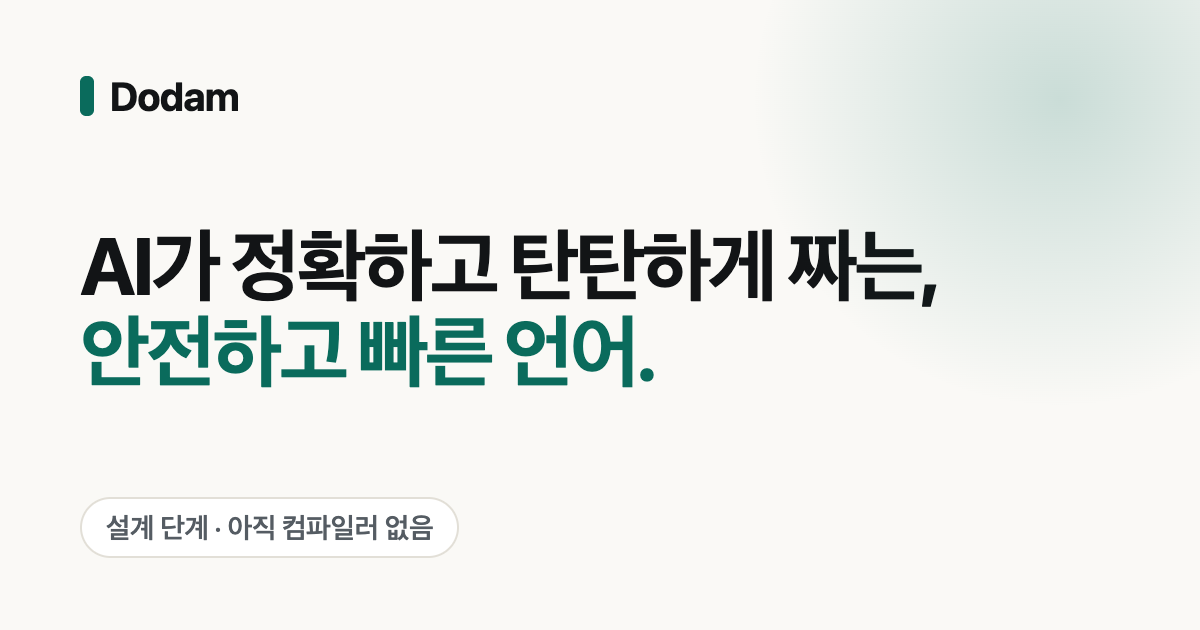 Dodam
AI가 정확하고 탄탄하게 짜는,
안전하고 빠른 언어.
설계 단계 · 아직 컴파일러 없음